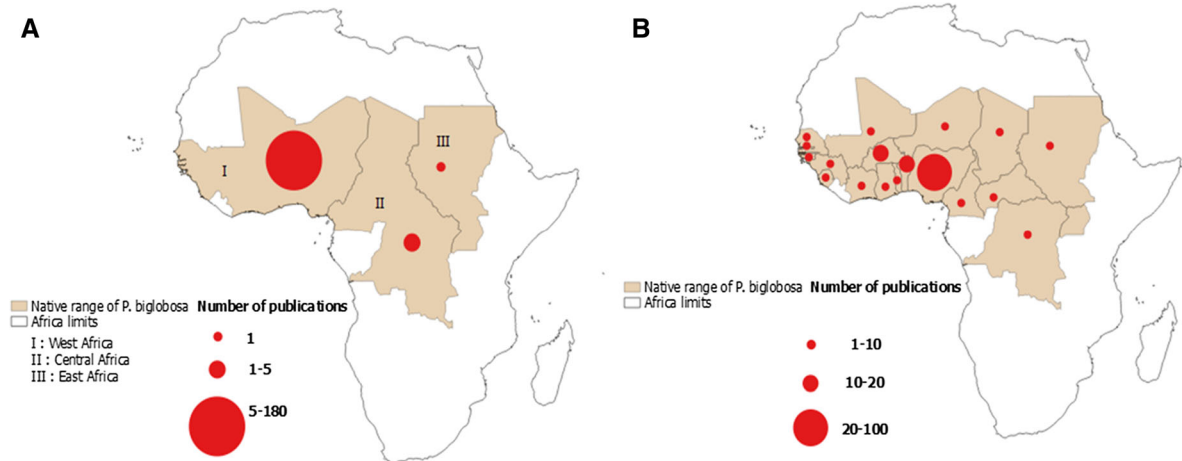 A
I
II
III
Native range of P. biglobosa Number of publications
Africa limits
I : West Africa
II : Central Africa
III : East Africa
1
1-5
5-180
B
Native range of P. biglobosa Number of publications
Africa limits
1-10
10-20
20-100